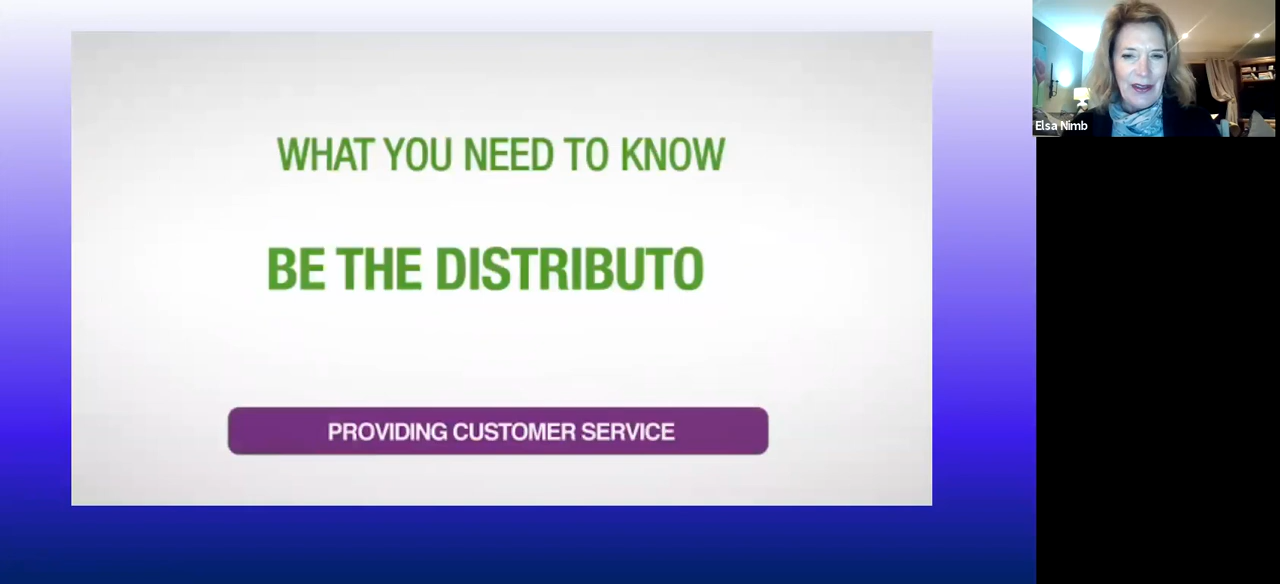 WHAT YOU NEED TO KNOW
BE THE DISTRIBUTO
PROVIDING CUSTOMER SERVICE
Elsa Nimb